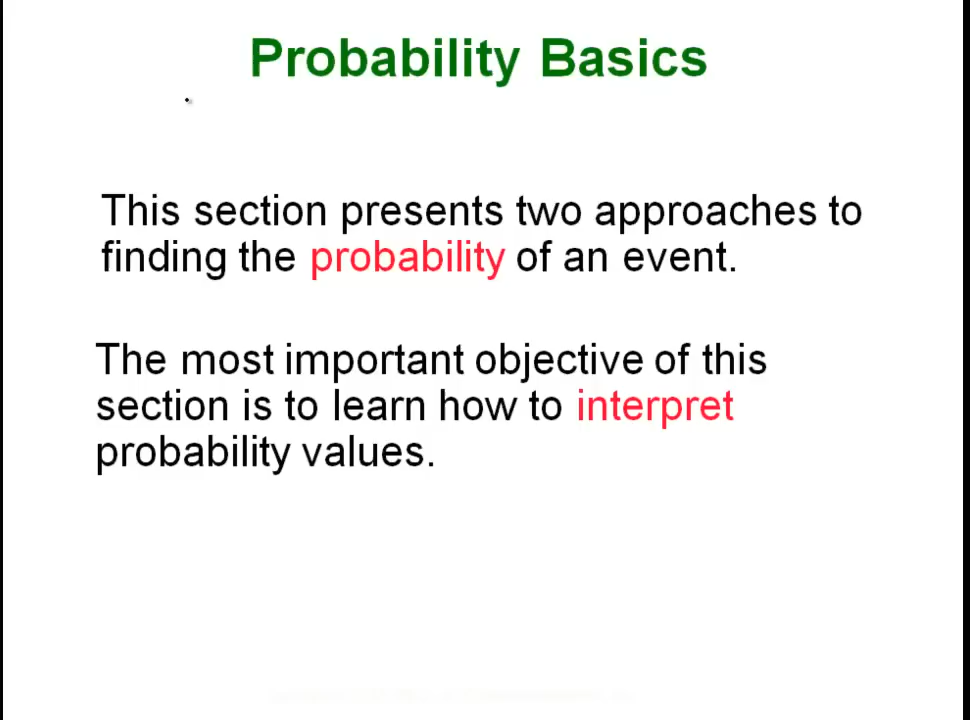 Probability Basics
This section presents two approaches to
finding the probability of an event.
The most important objective of this
section is to learn how to interpret
probability values.